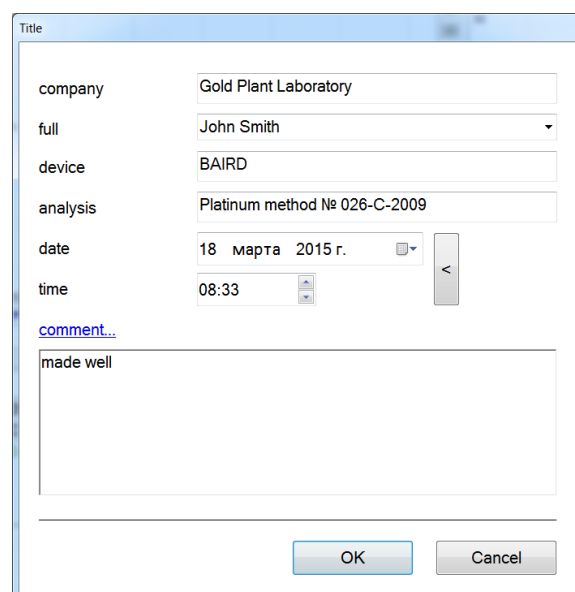 Title
company Gold Plant Laboratory
full John Smith
device BAIRD
analysis Platinum method № 026-C-2009
date 18 марта 2015 г.
<
time 08:33
comment...
made well
OK Cancel